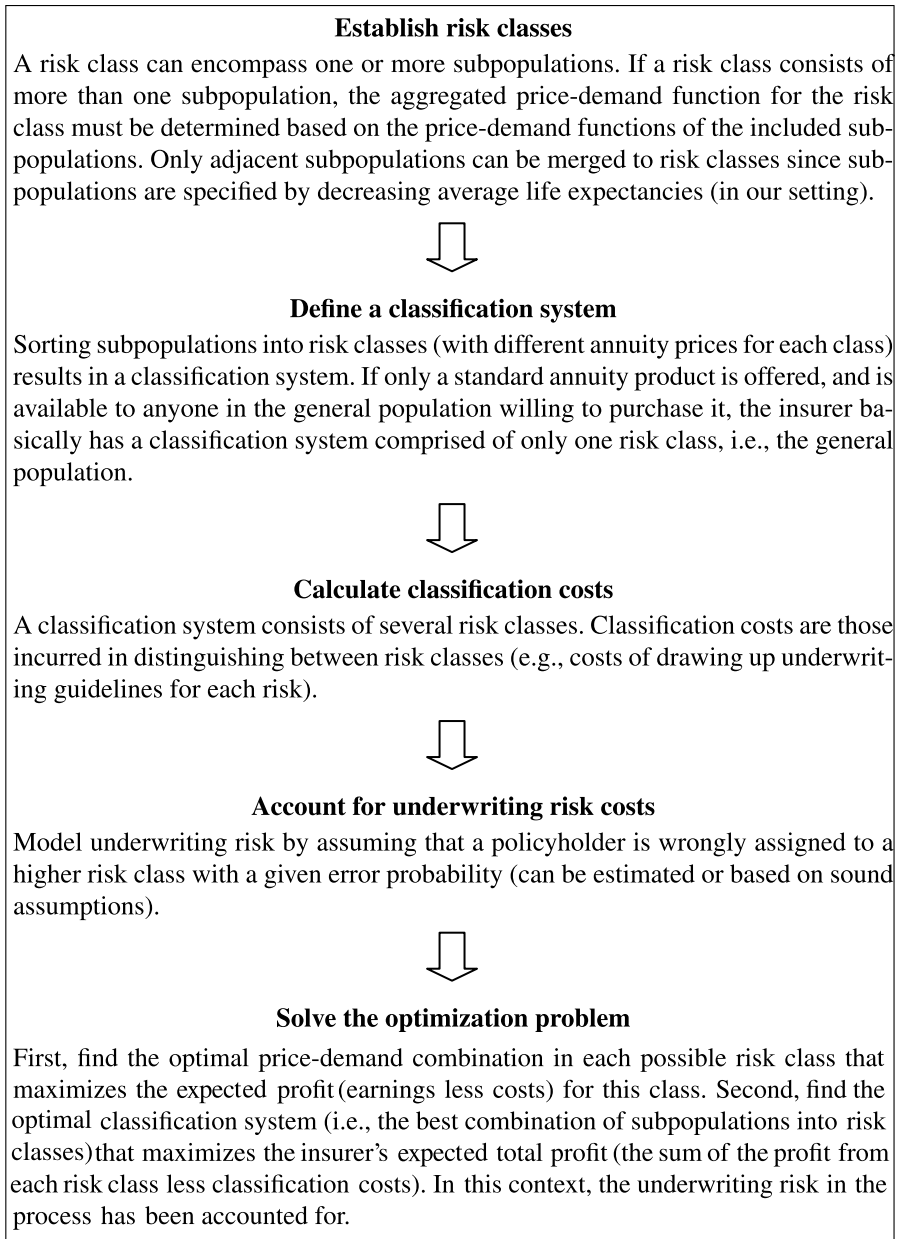 Establish risk classes
A risk class can encompass one or more subpopulations. If a risk class consists of
more than one subpopulation, the aggregated price-demand function for the risk
class must be determined based on the price-demand functions of the included sub-
populations. Only adjacent subpopulations can be merged to risk classes since sub-
populations are specified by decreasing average life expectancies (in our setting).
Define a classification system
Sorting subpopulations into risk classes (with different annuity prices for each class)
results in a classification system. If only a standard annuity product is offered, and is
available to anyone in the general population willing to purchase it, the insurer ba-
sically has a classification system comprised of only one risk class, i.e., the general
population.
Calculate classification costs
A classification system consists of several risk classes. Classification costs are those
incurred in distinguishing between risk classes (e.g., costs of drawing up underwrit-
ing guidelines for each risk).
Account for underwriting risk costs
Model underwriting risk by assuming that a policyholder is wrongly assigned to a
higher risk class with a given error probability (can be estimated or based on sound
assumptions).
Solve the optimization problem
First, find the optimal price-demand combination in each possible risk class that
maximizes the expected profit (earnings less costs) for this class. Second, find the
optimal classification system (i.e., the best combination of subpopulations into risk
classes) that maximizes the insurer's expected total profit (the sum of the profit from
each risk class less classification costs). In this context, the underwriting risk in the
process has been accounted for.